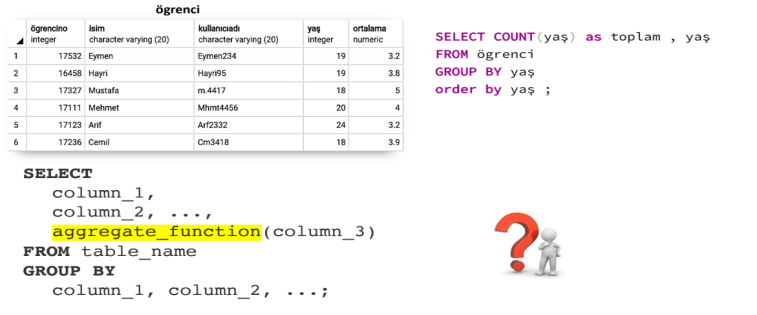 ögrenci
ögrencino isim kullanıcıadı yaş ortalama
integer character varying (20) character varying (20) integer numeric
1 17532 Eymen Eymen234 19 3.2
2 16458 Hayri Hayri95 19 3.8
3 17327 Mustafa m.4417 18 5
4 17111 Mehmet Mhmt4456 20 4
5 17123 Arif Arf2332 24 3.2
6 17236 Cemil Cm3418 18 3.9
SELECT COUNT(yaş) as toplam , yaş
FROM ögrenci
GROUP BY yaş
order by yaş ;
SELECT
column_1,
column_2, ...,
aggregate_function(column_3)
FROM table_name
GROUP BY
column_1, column_2, ...;
?